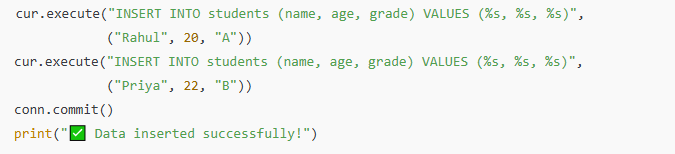 cur.execute("INSERT INTO students (name, age, grade) VALUES (%s, %s, %s)",
            ("Rahul", 20, "A"))
cur.execute("INSERT INTO students (name, age, grade) VALUES (%s, %s, %s)",
            ("Priya", 22, "B"))
conn.commit()
print("✅ Data inserted successfully!")